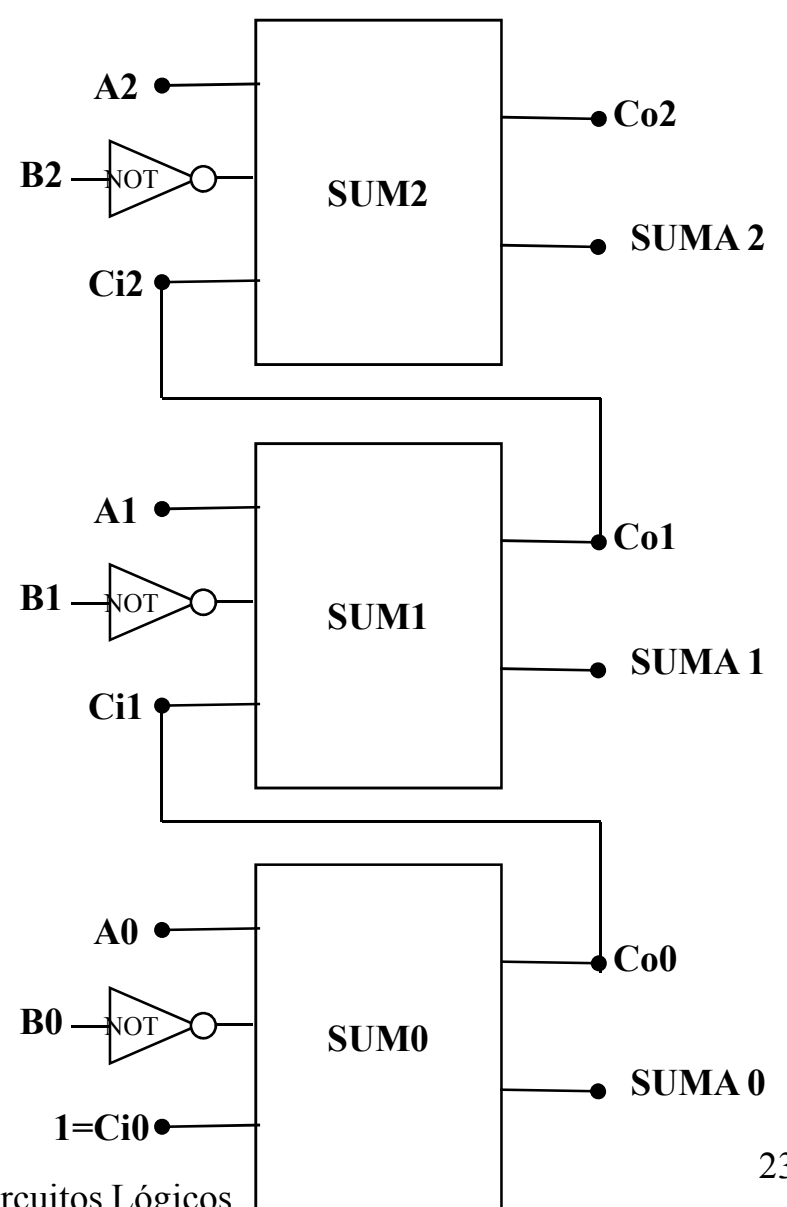 A2
Co2
B2 NOT
SUM2
SUMA 2
Ci2
A1
Co1
B1 NOT
SUM1
SUMA 1
Ci1
A0
Co0
B0 NOT
SUM0
SUMA 0
1=Ci0
23
rcuitos Lógicos